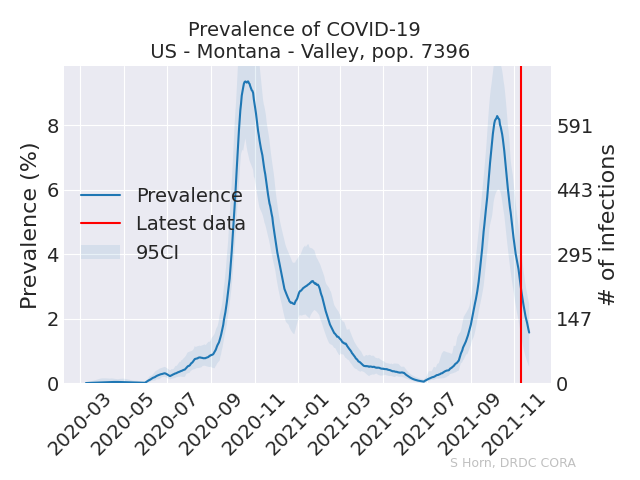 Prevalence of COVID-19
US - Montana - Valley, pop. 7396
Prevalence (%)
8
6
4
2
0
Prevalence
Latest data
95CI
591
443
295
147
0
# of infections
2020-03
2020-05
2020-07
2020-09
2020-11
2021-01
2021-03
2021-05
2021-07
2021-09
2021-11
S Horn, DRDC CORA